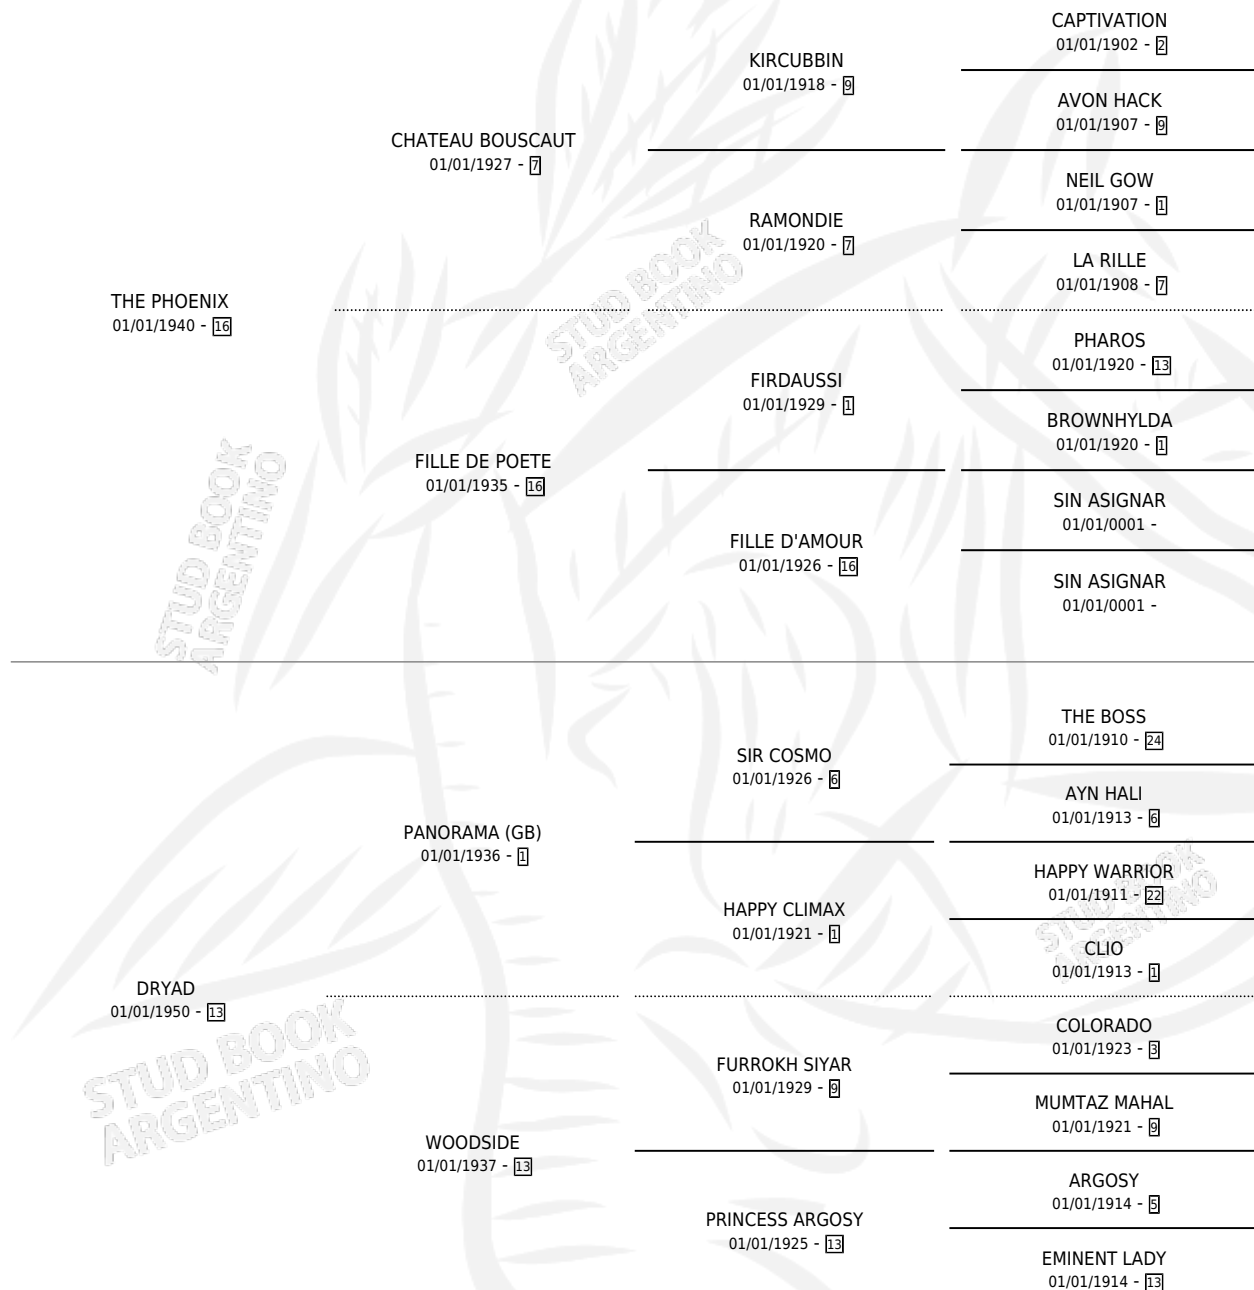 CAPTIVATION
01/01/1902 - 2
KIRCUBBIN
01/01/1918 - 9
AVON HACK
01/01/1907 - 9
CHATEAU BOUSCAUT
01/01/1927 - 7
NEIL GOW
01/01/1907 - 1
RAMONDIE
01/01/1920 - 7
LA RILLE
01/01/1908 - 7
THE PHOENIX
01/01/1940 - 16
STUD BOOK
ARGENTINO
PHAROS
01/01/1920 - 13
FIRDAUSSI
01/01/1929 - 1
BROWNHYLDA
01/01/1920 - 1
FILLE DE POETE
01/01/1935 - 16
SIN ASIGNAR
01/01/0001 -
FILLE D'AMOUR
01/01/1926 - 16
SIN ASIGNAR
01/01/0001 -
STUD BOOK
ARGENTINO
THE BOSS
01/01/1910 - 24
SIR COSMO
01/01/1926 - 6
AYN HALI
01/01/1913 - 6
PANORAMA (GB)
01/01/1936 - 1
HAPPY WARRIOR
01/01/1911 - 22
HAPPY CLIMAX
01/01/1921 - 1
STUD BOOK
ARGENTINO
CLIO
01/01/1913 - 1
DRYAD
01/01/1950 - 13
COLORADO
01/01/1923 - 3
FURROKH SIYAR
01/01/1929 - 9
STUD BOOK
ARGENTINO
MUMTAZ MAHAL
01/01/1921 - 9
WOODSIDE
01/01/1937 - 13
ARGOSY
01/01/1914 - 5
PRINCESS ARGOSY
01/01/1925 - 13
EMINENT LADY
01/01/1914 - 13